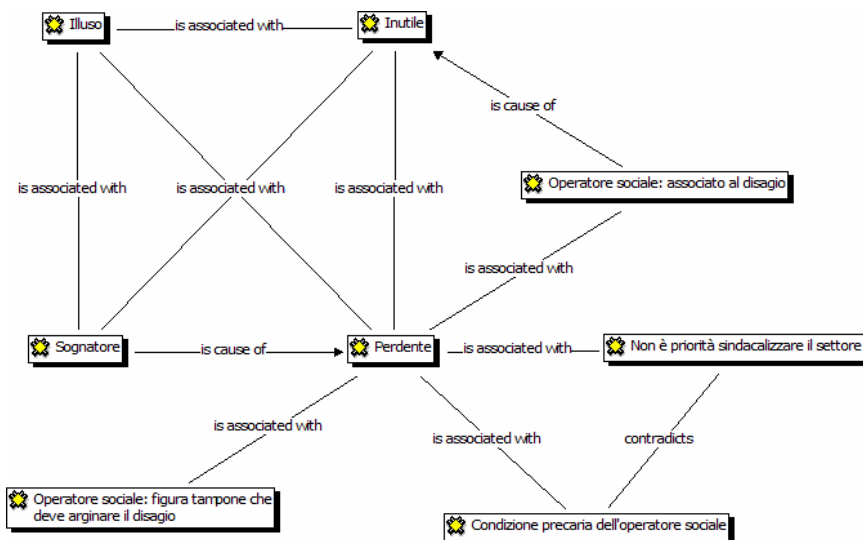 Illuso
is associated with
Inutile
is cause of
is associated with
is associated with
is associated with
Operatore sociale: associato al disagio
is associated with
Sognatore
is cause of
Perdente
is associated with
Non è priorità sindacalizzare il settore
is associated with
is associated with
contradicts
Operatore sociale: figura tampone che
deve arginare il disagio
Condizione precaria dell'operatore sociale